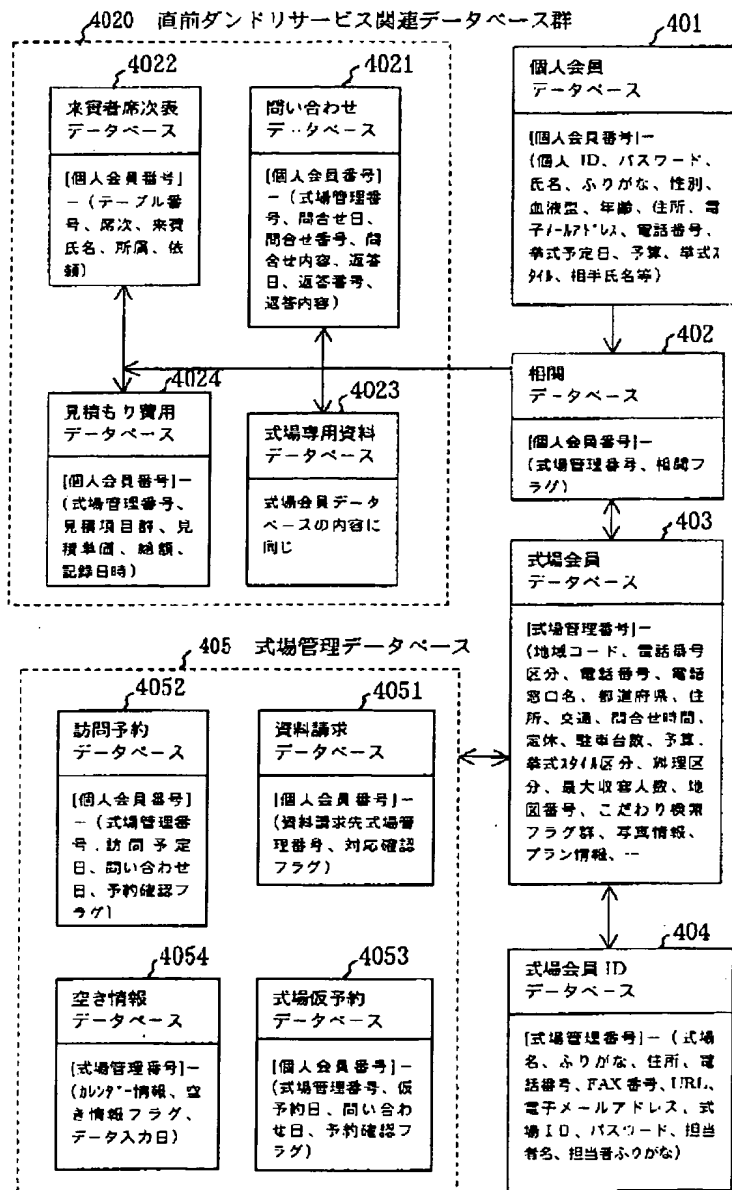 4020 直前ダンドリサービス関連データベース群
4022
来賓者席次表
データベース
[個人会員番号]
－(テーブル番
号、席次、来賓
氏名、所属、依
頼)
4021
問い合わせ
データベース
[個人会員番号]
－(式場管理番
号、問合せ日、
問合せ番号、問
合せ内容、返答
日、返答番号、
返答内容)
4024
見積もり費用
データベース
[個人会員番号]－
(式場管理番号、
見積項目群、見
積単価、総額、
記録日時)
4023
式場専用資料
データベース
式場会員データ
ベースの内容に
同じ
401
個人会員
データベース
[個人会員番号]－
(個人 ID、パスワード、
氏名、ふりがな、性別、
血液型、年齢、住所、電
子メールアドレス、電話番号、
挙式予定日、予算、挙式ス
タイル、相手氏名等)
402
相関
データベース
[個人会員番号]－
(式場管理番号、相関フ
ラグ)
403
式場会員
データベース
[式場管理番号]－
(地域コード、電話番号
区分、電話番号、電話
窓口名、都道府県、住
所、交通、問合せ時間、
定休、駐車台数、予算、
挙式スタイル区分、料理区
分、最大収容人数、地
図番号、こだわり検索
フラグ群、写真情報、
プラン情報、…
404
式場会員 ID
データベース
[式場管理番号]－(式場
名、ふりがな、住所、電
話番号、FAX 番号、URL、
電子メールアドレス、式
場ID、パスワード、担当
者名、担当者ふりがな)
405 式場管理データベース
4052
訪問予約
データベース
[個人会員番号]
－(式場管理番
号、訪問予定
日、問い合わせ
日、予約確認フ
ラグ)
4051
資料請求
データベース
[個人会員番号]－
(資料請求先式場管
理番号、対応確認
フラグ)
4054
空き情報
データベース
[式場管理番号]－
(カレンダー情報、空
き情報フラグ、
データ入力日)
4053
式場仮予約
データベース
[個人会員番号]－
(式場管理番号、仮
予約日、問い合わ
せ日、予約確認フ
ラグ)